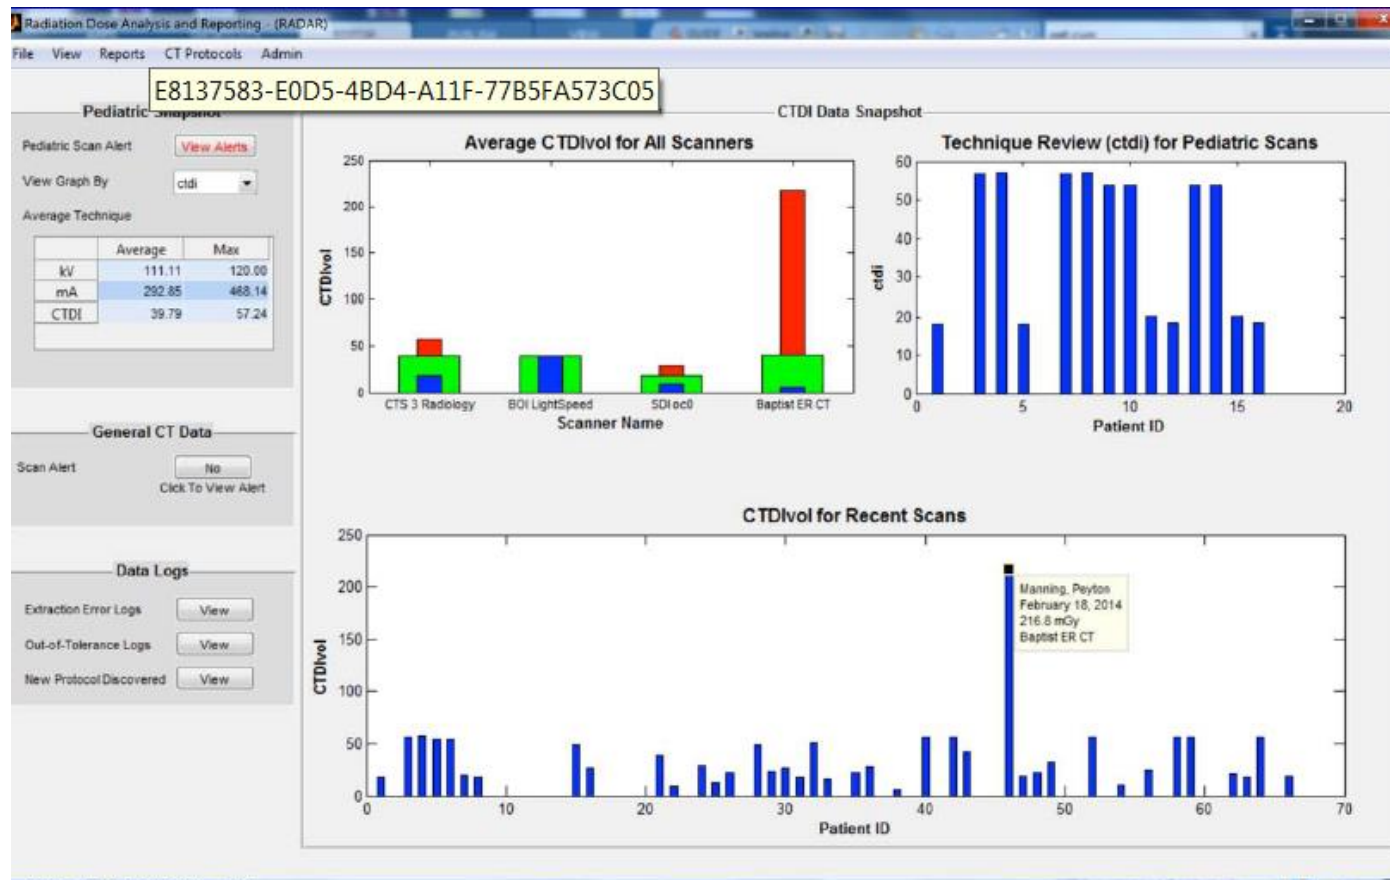 Radiation Dose Analysis and Reporting - (RADAR)
File View Reports CT Protocols Admin
E8137583-E0D5-4BD4-A11F-77B5FA573C05
Pediatric Snapshot
Pediatric Scan Alert View Alerts
View Graph By ctdi
Average Technique
Average Max
kV 111.11 120.00
mA 292.85 468.14
CTDI 39.79 57.24
General CT Data
Scan Alert No
Click To View Alert
Data Logs
Extraction Error Logs View
Out-of-Tolerance Logs View
New Protocol Discovered View
CTDI Data Snapshot
Average CTDIvol for All Scanners
250
200
150
100
50
0
CTDIvol
CTS 3 Radiology BOI LightSpeed SDI oc0 Baptist ER CT
Scanner Name
Technique Review (ctdi) for Pediatric Scans
60
50
40
30
20
10
0
ctdi
0 5 10 15 20
Patient ID
CTDIvol for Recent Scans
250
200
150
100
50
0
CTDIvol
Manning, Peyton
February 18, 2014
216.8 mGy
Baptist ER CT
0 10 20 30 40 50 60 70
Patient ID